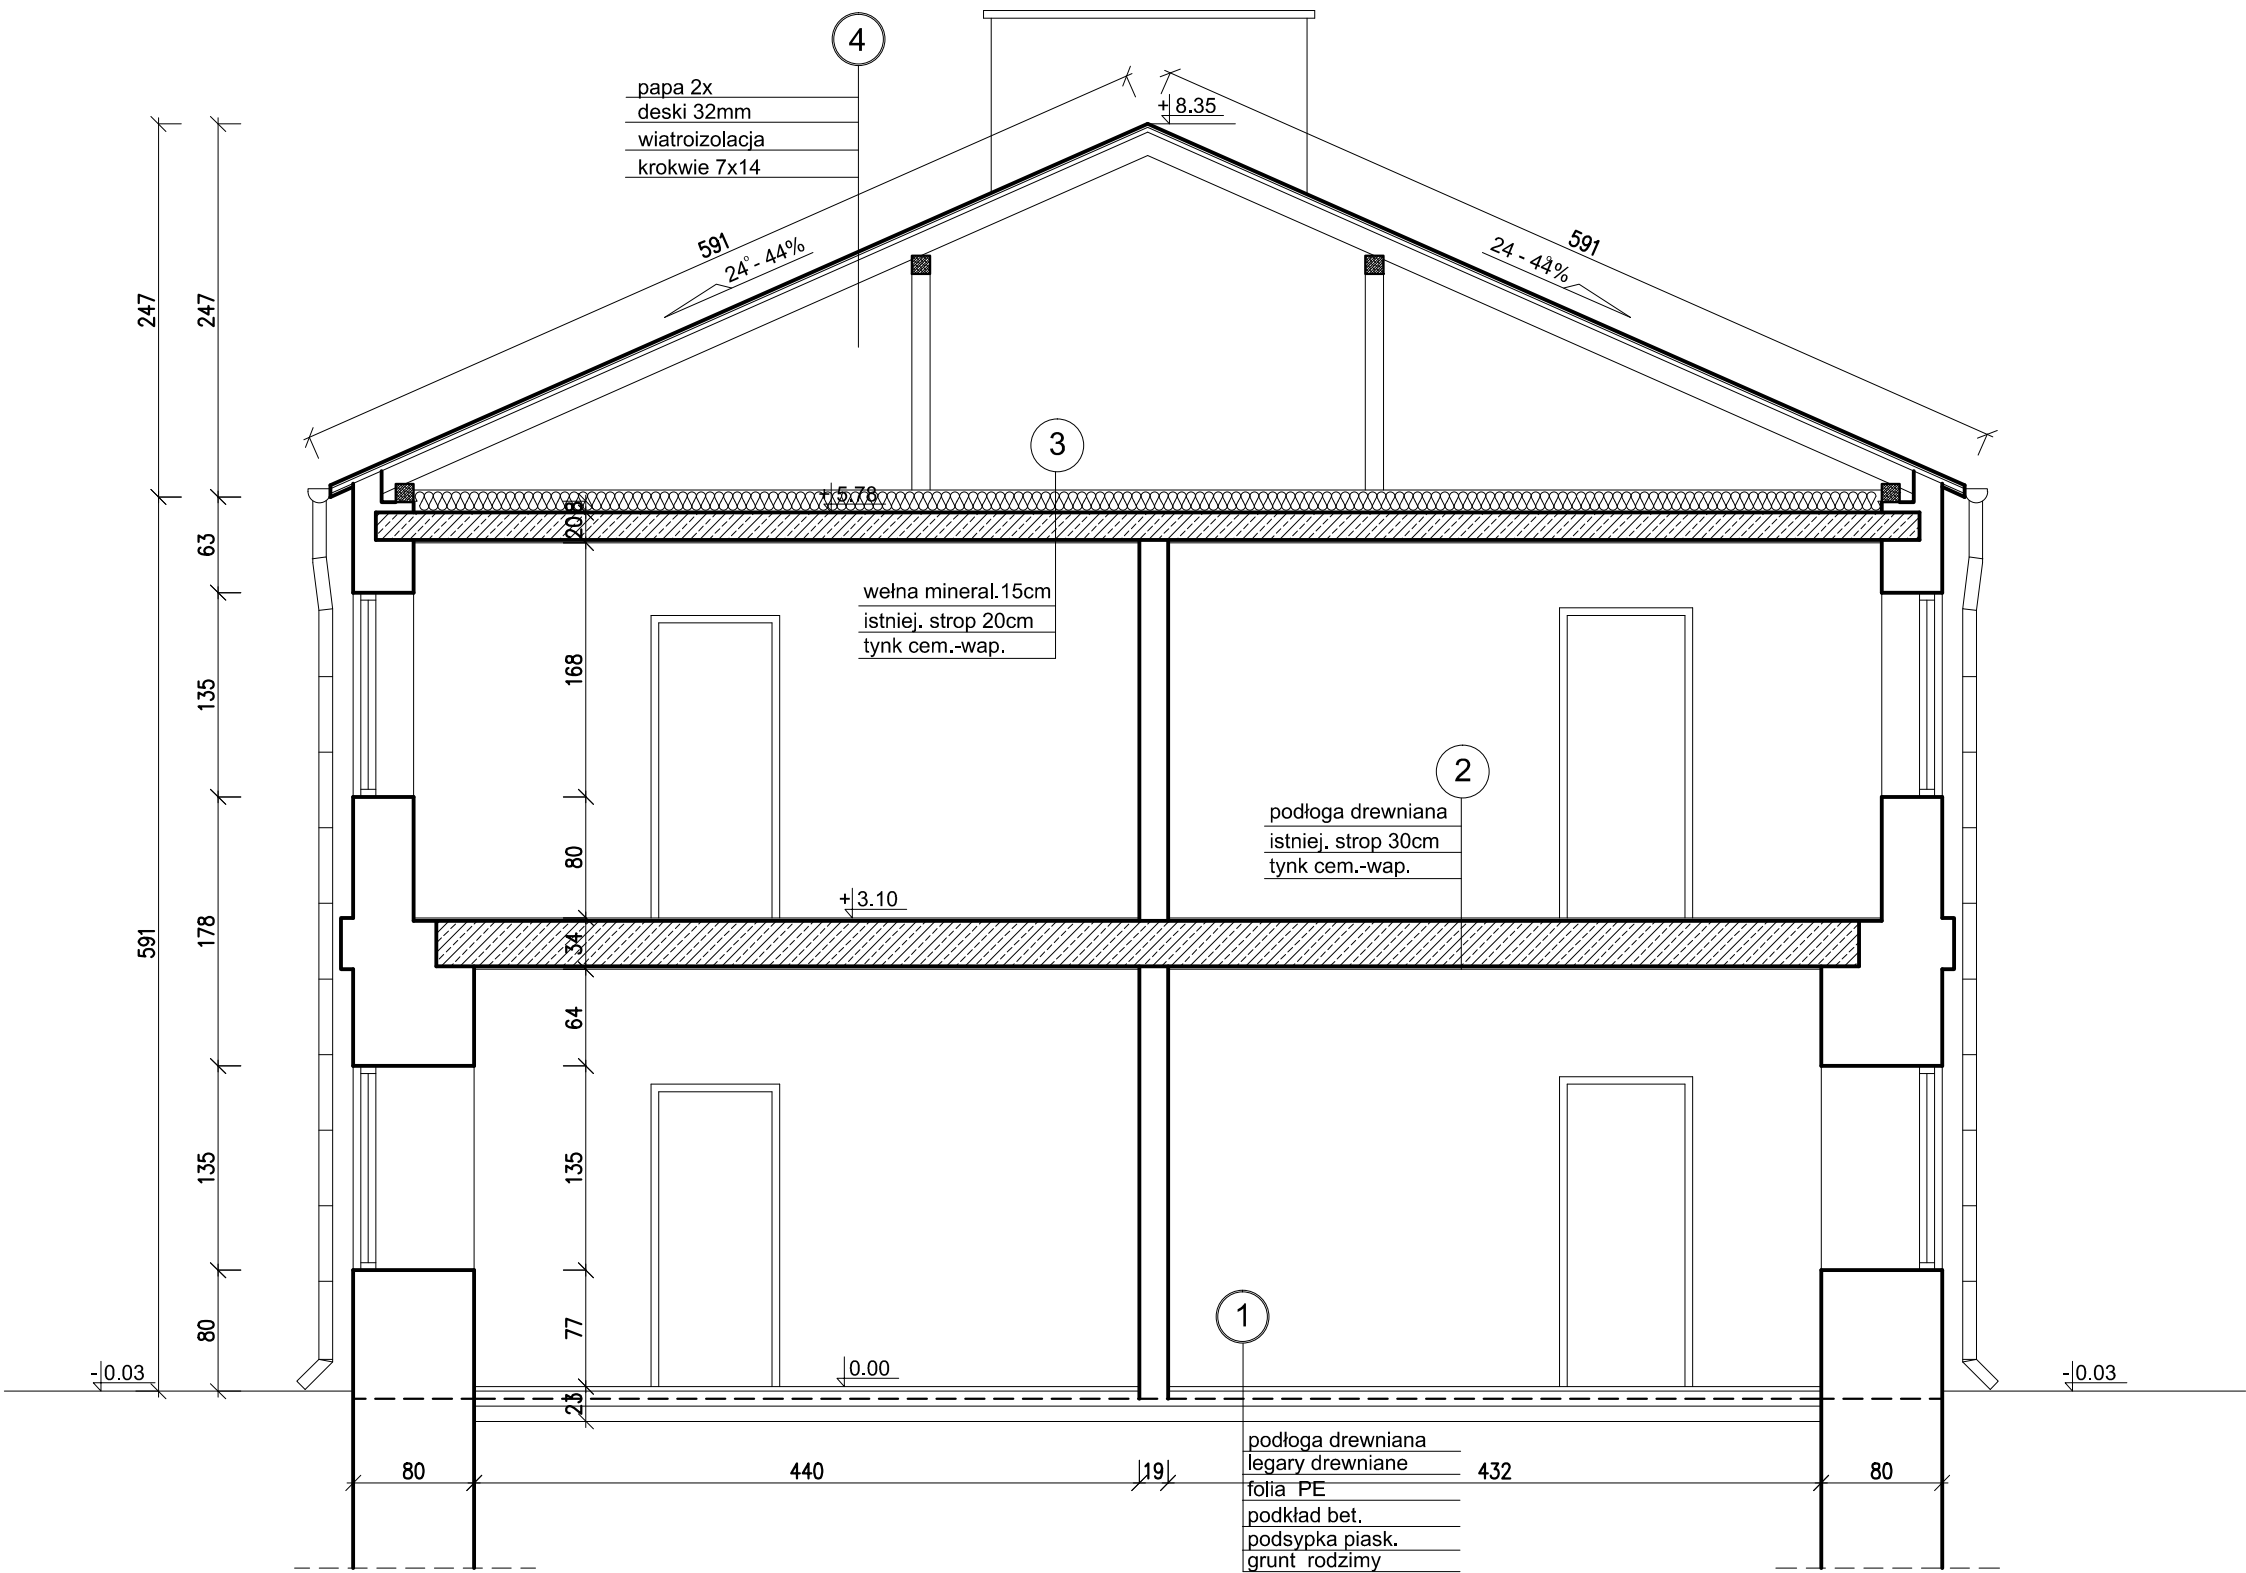 4
papa 2x
deski 32mm
wiatroizolacja
krokwie 7x14
+ 8.35
591
24° - 44%
591
24 - 44%
247
247
3
+ 5.78
20
63
wełna mineral.15cm
istniej. strop 20cm
tynk cem.-wap.
168
135
2
podłoga drewniana
istniej. strop 30cm
tynk cem.-wap.
80
+ 3.10
178
591
34
64
135
135
1
77
80
0.00
- 0.03
- 0.03
23
podłoga drewniana
legary drewniane
folia PE
podkład bet.
podsypka piask.
grunt rodzimy
80
440
19
432
80